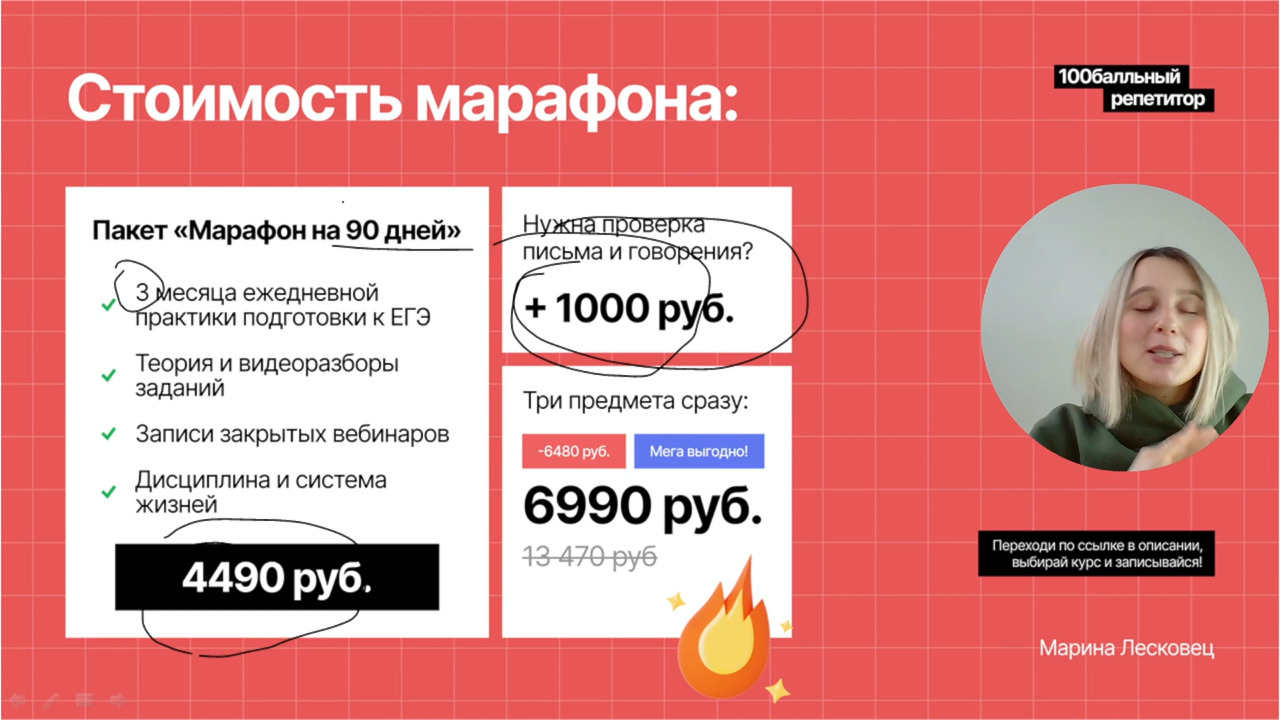 Стоимость марафона:
100балльный
репетитор
Пакет «Марафон на 90 дней»
3 месяца ежедневной
практики подготовки к ЕГЭ
Теория и видеоразборы
заданий
Записи закрытых вебинаров
Дисциплина и система
жизней
4490 руб.
Нужна проверка
письма и говорения?
+ 1000 руб.
Три предмета сразу:
-6480 руб.
Мега выгодно!
6990 руб.
13 470 руб
Переходи по ссылке в описании,
выбирай курс и записывайся!
Марина Лесковец